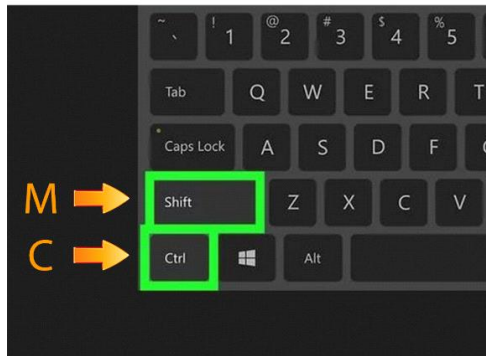 ~ ` ! 1 @ 2 # 3 $ 4 % 5
Tab Q W E R T
Caps Lock A S D F
M Shift Z X C V
C Ctrl Alt